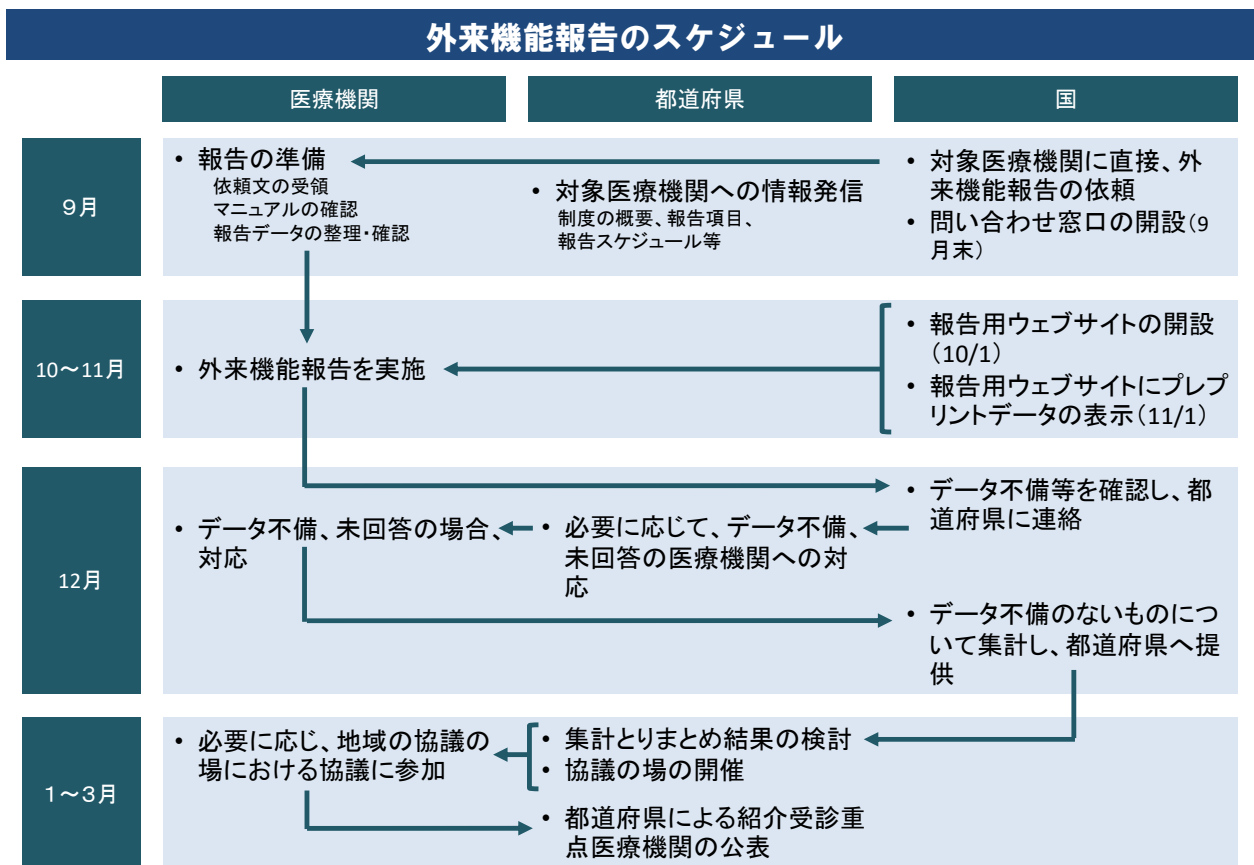 外来機能報告のスケジュール
医療機関
都道府県
国
９月
• 報告の準備
依頼文の受領
マニュアルの確認
報告データの整理・確認
• 対象医療機関への情報発信
制度の概要、報告項目、
報告スケジュール等
• 対象医療機関に直接、外
来機能報告の依頼
• 問い合わせ窓口の開設（9
月末）
10～11月
• 外来機能報告を実施
• 報告用ウェブサイトの開設
（10/1）
• 報告用ウェブサイトにプレプ
リントデータの表示（11/1）
12月
• データ不備、未回答の場合、
対応
• 必要に応じて、データ不備、
未回答の医療機関への対
応
• データ不備等を確認し、都
道府県に連絡
• データ不備のないものにつ
いて集計し、都道府県へ提
供
１～３月
• 必要に応じ、地域の協議の
場における協議に参加
• 集計とりまとめ結果の検討
• 協議の場の開催
• 都道府県による紹介受診重
点医療機関の公表